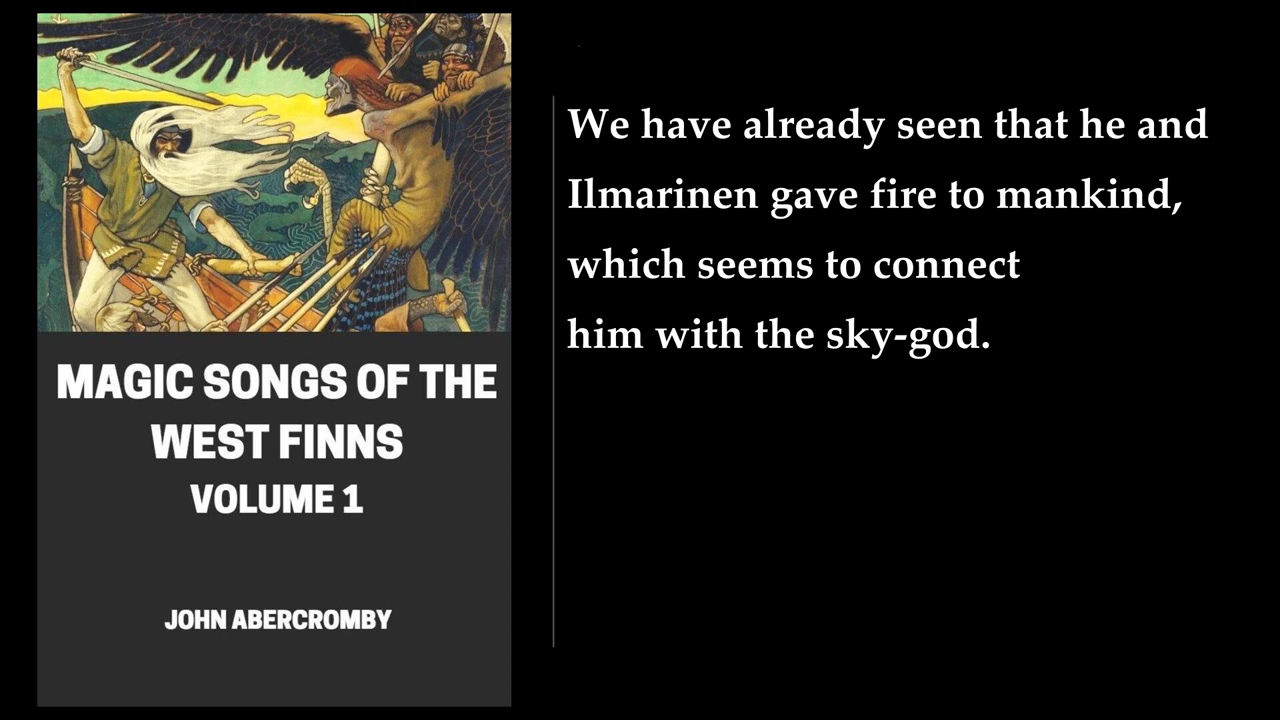 MAGIC SONGS OF THE
WEST FINNS
VOLUME 1
JOHN ABERCROMBY
We have already seen that he and
Ilmarinen gave fire to mankind,
which seems to connect
him with the sky-god.